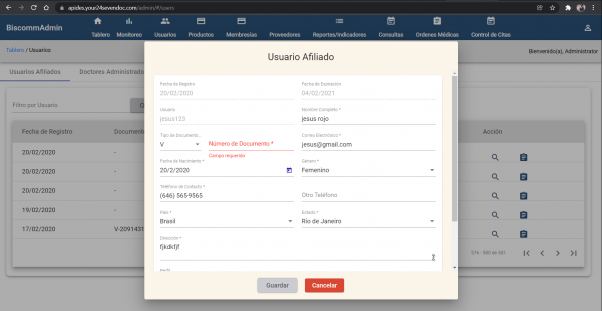 apides.your24sevendoc.com/admin/#/users
BiscommAdmin
Tablero
Monitoreo
Usuarios
Productos
Membresías
Proveedores
Reportes/Indicadores
Consultas
Ordenes Médicas
Control de Citas
Tablero / Usuarios
Bienvenido(a), Administrator
Usuarios Afiliados
Doctores Administrado
Filtro por Usuario
Fecha de Registro
Documento
Acción
20/02/2020
-
20/02/2020
-
20/02/2020
-
19/02/2020
-
17/02/2020
V-2091431
576 - 580 de 580
Usuario Afiliado
Fecha de Registro
20/02/2020
Fecha de Expiración
04/02/2021
Usuario
jesus123
Nombre Completo *
jesus rojo
Tipo de Documento...
V
Número de Documento *
Campo requerido
Correo Electrónico *
jesus@gmail.com
Fecha de Nacimiento *
20/2/2020
Género *
Femenino
Teléfono de Contacto *
(646) 565-9565
Otro Teléfono
País *
Brasil
Estado *
Rio de Janeiro
Dirección *
fjkdkfjf
Guardar
Cancelar